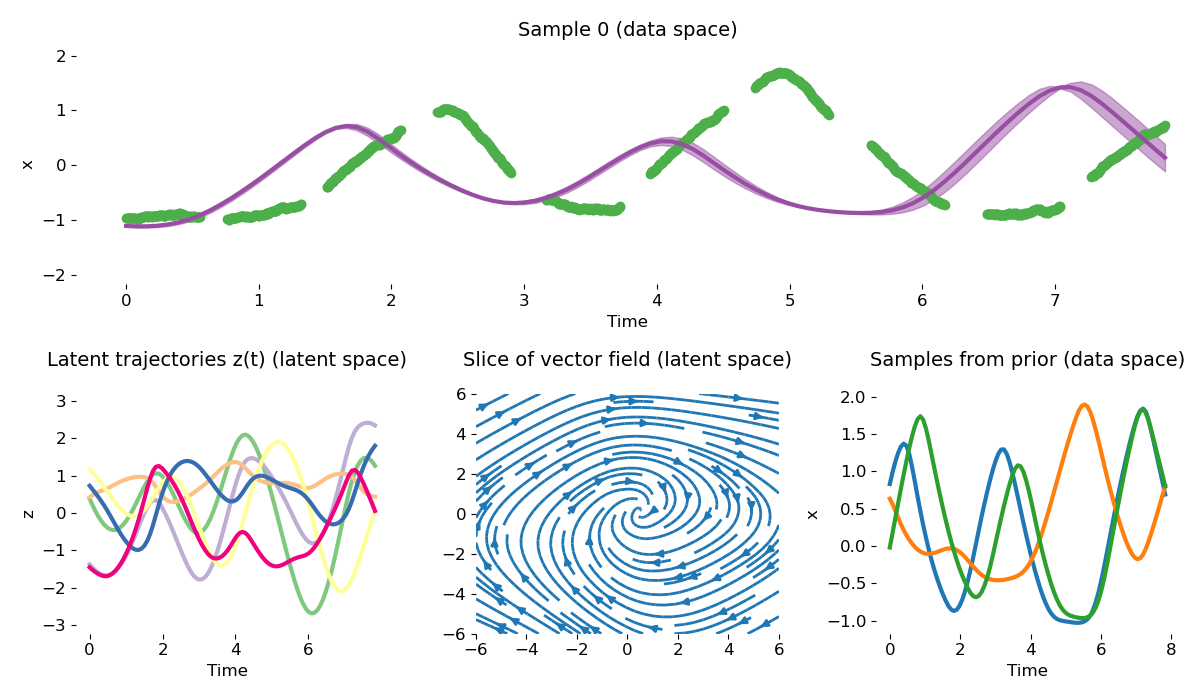 Sample 0 (data space)
2
1
0
−1
−2
x
0 1 2 3 4 5 6 7
Time
Latent trajectories z(t) (latent space)
3
2
1
0
−1
−2
−3
z
0 2 4 6
Time
Slice of vector field (latent space)
6
4
2
0
−2
−4
−6
−6 −4 −2 0 2 4 6
Samples from prior (data space)
2.0
1.5
1.0
0.5
0.0
−0.5
−1.0
x
0 2 4 6 8
Time